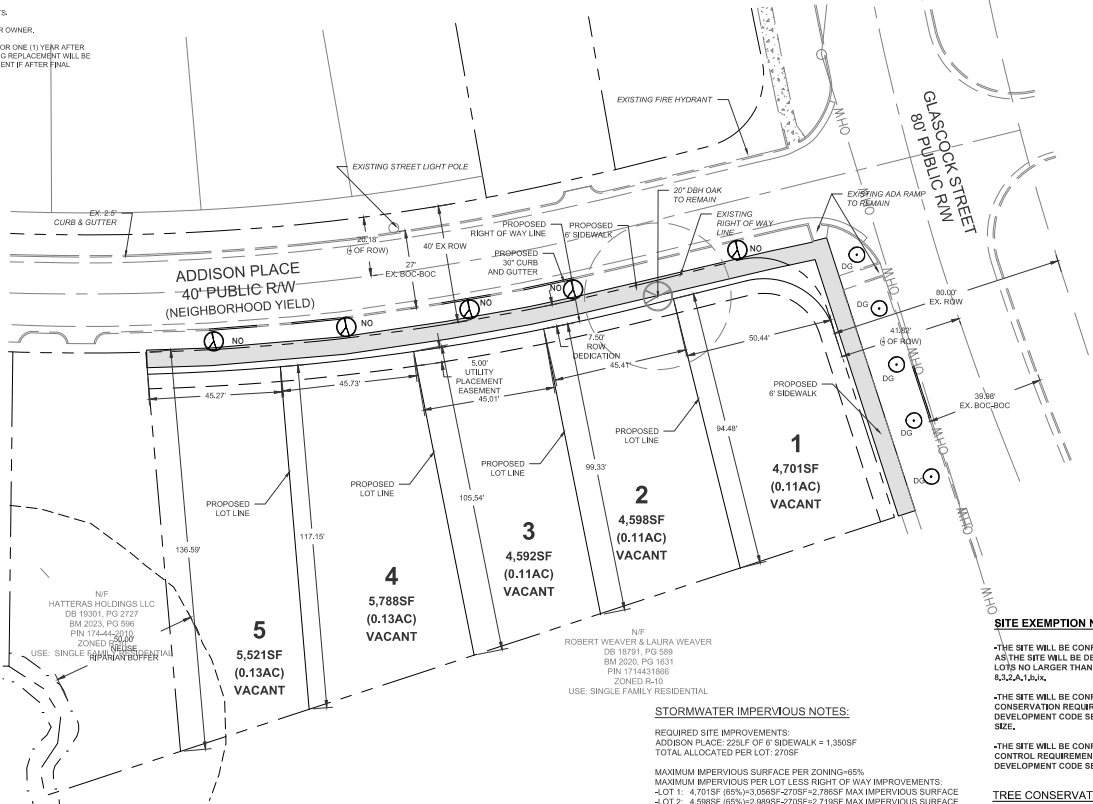 TS.
R OWNER.
OR ONE (1) YEAR AFTER
G REPLACEMENT WILL BE
ENT IF AFTER FINAL
EXISTING FIRE HYDRANT
GLASCOCK STREET
80' PUBLIC R/W
OHW
OHW
EXISTING STREET LIGHT POLE
20" DBH OAK
TO REMAIN
EXISTING ADA RAMP
TO REMAIN
OHW
EX. 2.5'
CURB & GUTTER
EXISTING
RIGHT OF WAY
LINE
PROPOSED
RIGHT OF WAY LINE
PROPOSED
6' SIDEWALK
20.18'
(½ OF ROW)
40' EX ROW
27'
EX. BOC-BOC
PROPOSED
30" CURB
AND GUTTER
ADDISON PLACE
40' PUBLIC R/W
(NEIGHBORHOOD YIELD)
NO
NO
NO
NO
NO
DG
DG
DG
DG
DG
OHW
80.00'
EX. ROW
41.82'
(½ OF ROW)
OHW
39.98'
EX. BOC-BOC
7.50'
ROW
DEDICATION
5.00'
UTILITY
PLACEMENT
EASEMENT
45.27'
45.73'
45.01'
45.41'
50.44'
PROPOSED
6' SIDEWALK
PROPOSED
LOT LINE
PROPOSED
LOT LINE
PROPOSED
LOT LINE
PROPOSED
LOT LINE
94.48'
99.33'
105.54'
117.15'
136.59'
OHW
OHW
OHW
1
4,701SF
(0.11AC)
VACANT
2
4,598SF
(0.11AC)
VACANT
3
4,592SF
(0.11AC)
VACANT
4
5,788SF
(0.13AC)
VACANT
5
5,521SF
(0.13AC)
VACANT
N/F
HATTERAS HOLDINGS LLC
DB 19301, PG 2727
BM 2023, PG 596
PIN 174-44-2010
ZONED R-10
USE: SINGLE FAMILY RESIDENTIAL
50.00'
NEUSE
RIPARIAN BUFFER
N/F
ROBERT WEAVER & LAURA WEAVER
DB 18791, PG 589
BM 2020, PG 1631
PIN 1714431866
ZONED R-10
USE: SINGLE FAMILY RESIDENTIAL
STORMWATER IMPERVIOUS NOTES:
REQUIRED SITE IMPROVEMENTS:
ADDISON PLACE: 225LF OF 6' SIDEWALK = 1,350SF
TOTAL ALLOCATED PER LOT: 270SF
MAXIMUM IMPERVIOUS SURFACE PER ZONING=65%
MAXIMUM IMPERVIOUS PER LOT LESS RIGHT OF WAY IMPROVEMENTS:
-LOT 1: 4,701SF (65%)=3,056SF-270SF=2,786SF MAX IMPERVIOUS SURFACE
-LOT 2: 4,598SF (65%)=2,989SF-270SF=2,719SF MAX IMPERVIOUS SURFACE
SITE EXEMPTION N
-THE SITE WILL BE CONF
AS THE SITE WILL BE DE
LOTS NO LARGER THAN
8.3.2.A.1.b.ix.
-THE SITE WILL BE CONF
CONSERVATION REQUIR
DEVELOPMENT CODE SE
SIZE.
-THE SITE WILL BE CONF
CONTROL REQUIREMEN
DEVELOPMENT CODE SE
TREE CONSERVAT